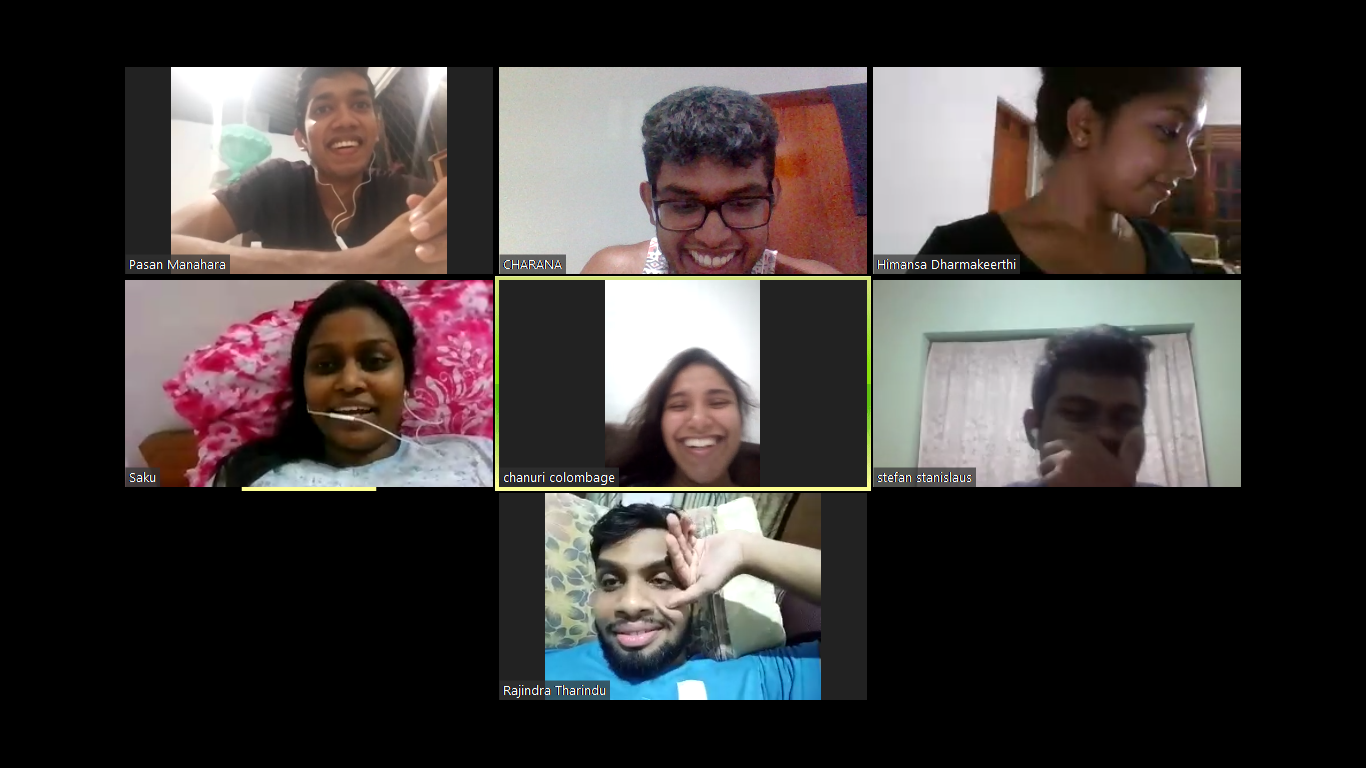 Pasan Manahara
CHARANA
Himansa Dharmakeerthi
Saku
chanuri colombage
stefan stanislaus
Rajindra Tharindu